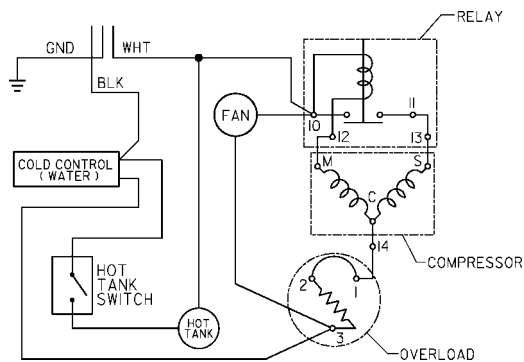 RELAY
GND
WHT
BLK
FAN
10
11
12
13
M
S
COLD CONTROL
(WATER)
C
14
HOT
TANK
SWITCH
COMPRESSOR
2
1
HOT
TANK
3
OVERLOAD